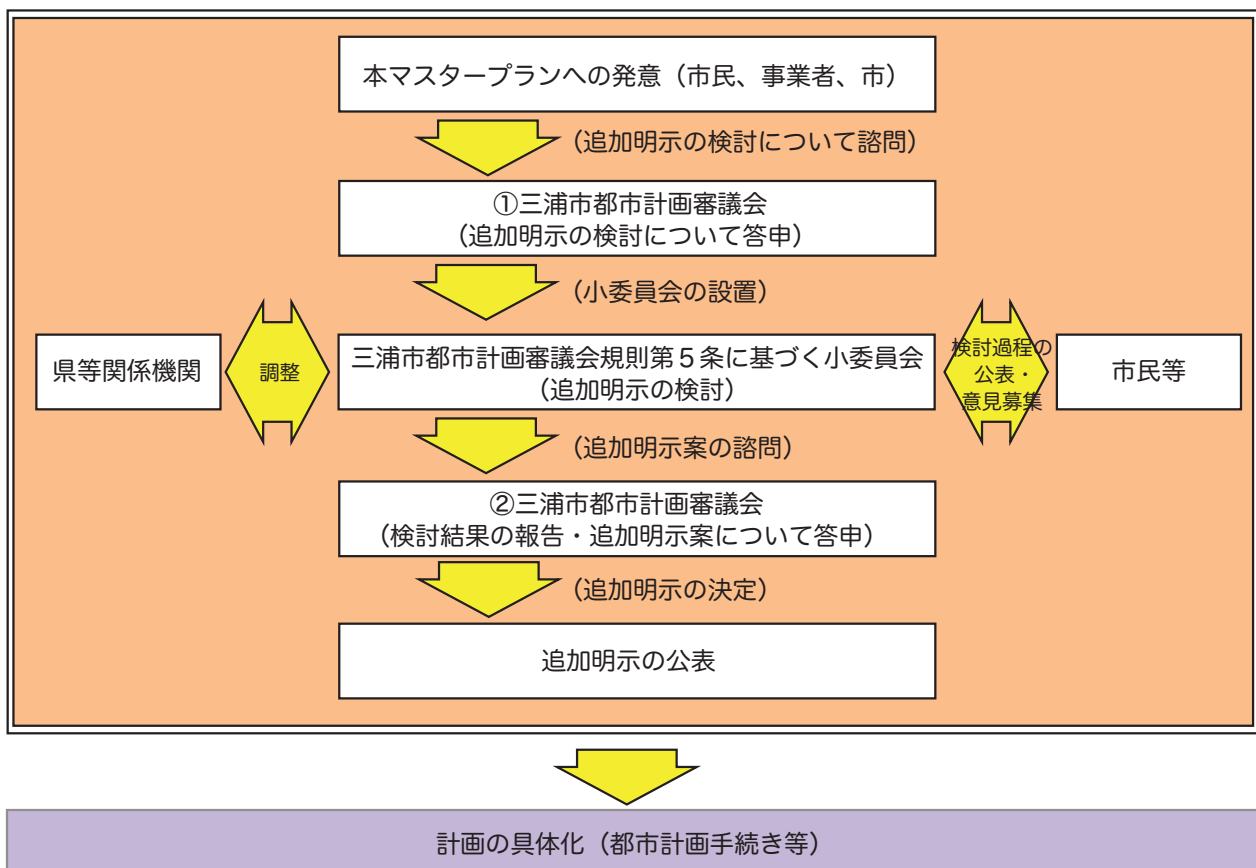 本マスタープランへの発意（市民、事業者、市）
（追加明示の検討について諮問）
①三浦市都市計画審議会
（追加明示の検討について答申）
（小委員会の設置）
県等関係機関
調整
三浦市都市計画審議会規則第５条に基づく小委員会
（追加明示の検討）
検討過程の
公表・
意見募集
市民等
（追加明示案の諮問）
②三浦市都市計画審議会
（検討結果の報告・追加明示案について答申）
（追加明示の決定）
追加明示の公表
計画の具体化（都市計画手続き等）